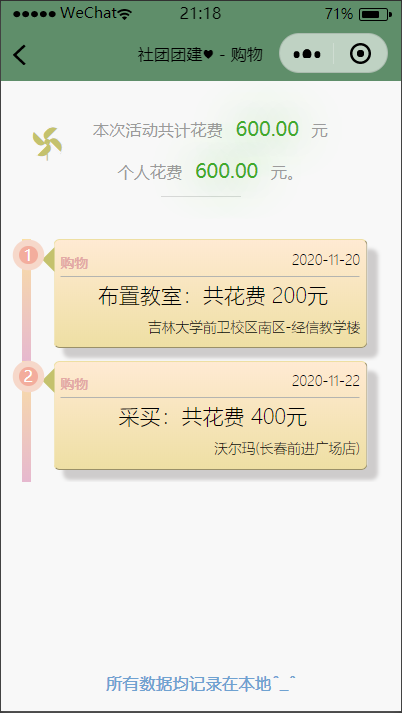 WeChat 21:18 71%
社团团建♥ - 购物
本次活动共计花费 600.00 元
个人花费 600.00 元。
1
购物 2020-11-20
布置教室：共花费 200元
吉林大学前卫校区南区-经信教学楼
2
购物 2020-11-22
采买：共花费 400元
沃尔玛(长春前进广场店)
所有数据均记录在本地^_^